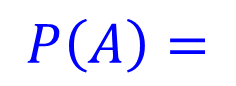 P(A) =